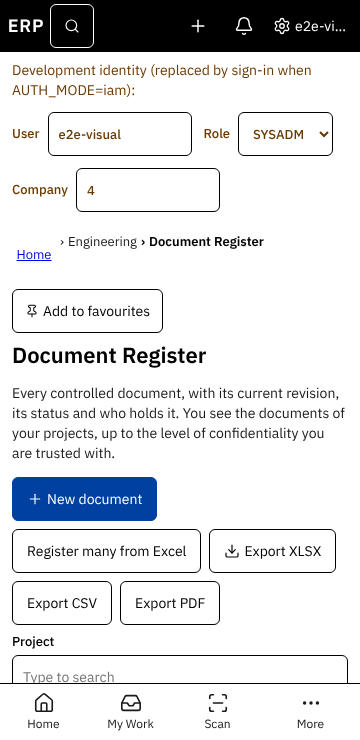 ERP
e2e-vi...
Development identity (replaced by sign-in when
AUTH_MODE=iam):
User e2e-visual Role SYSADM
Company 4
Home › Engineering › Document Register
Add to favourites
Document Register
Every controlled document, with its current revision,
its status and who holds it. You see the documents of
your projects, up to the level of confidentiality you
are trusted with.
New document
Register many from Excel Export XLSX
Export CSV Export PDF
Project
Type to search
Home My Work Scan More